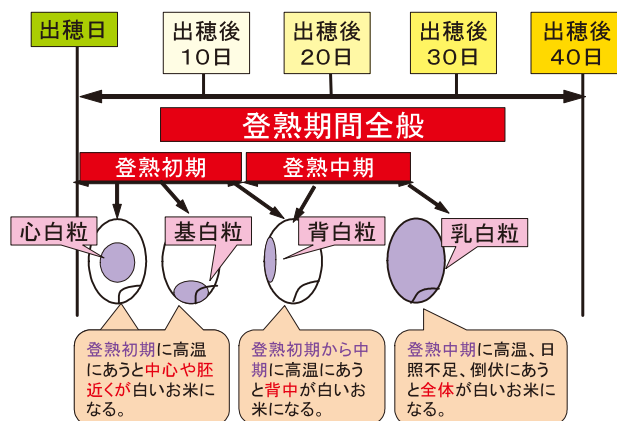 出穂日
出穂後
10日
出穂後
20日
出穂後
30日
出穂後
40日
登熟期間全般
登熟初期
登熟中期
心白粒
基白粒
背白粒
乳白粒
登熟初期に高温
にあうと中心や胚
近くが白いお米に
なる。
登熟初期から中
期に高温にあう
と背中が白いお
米になる。
登熟中期に高温、日
照不足、倒伏にあう
と全体が白いお米に
なる。